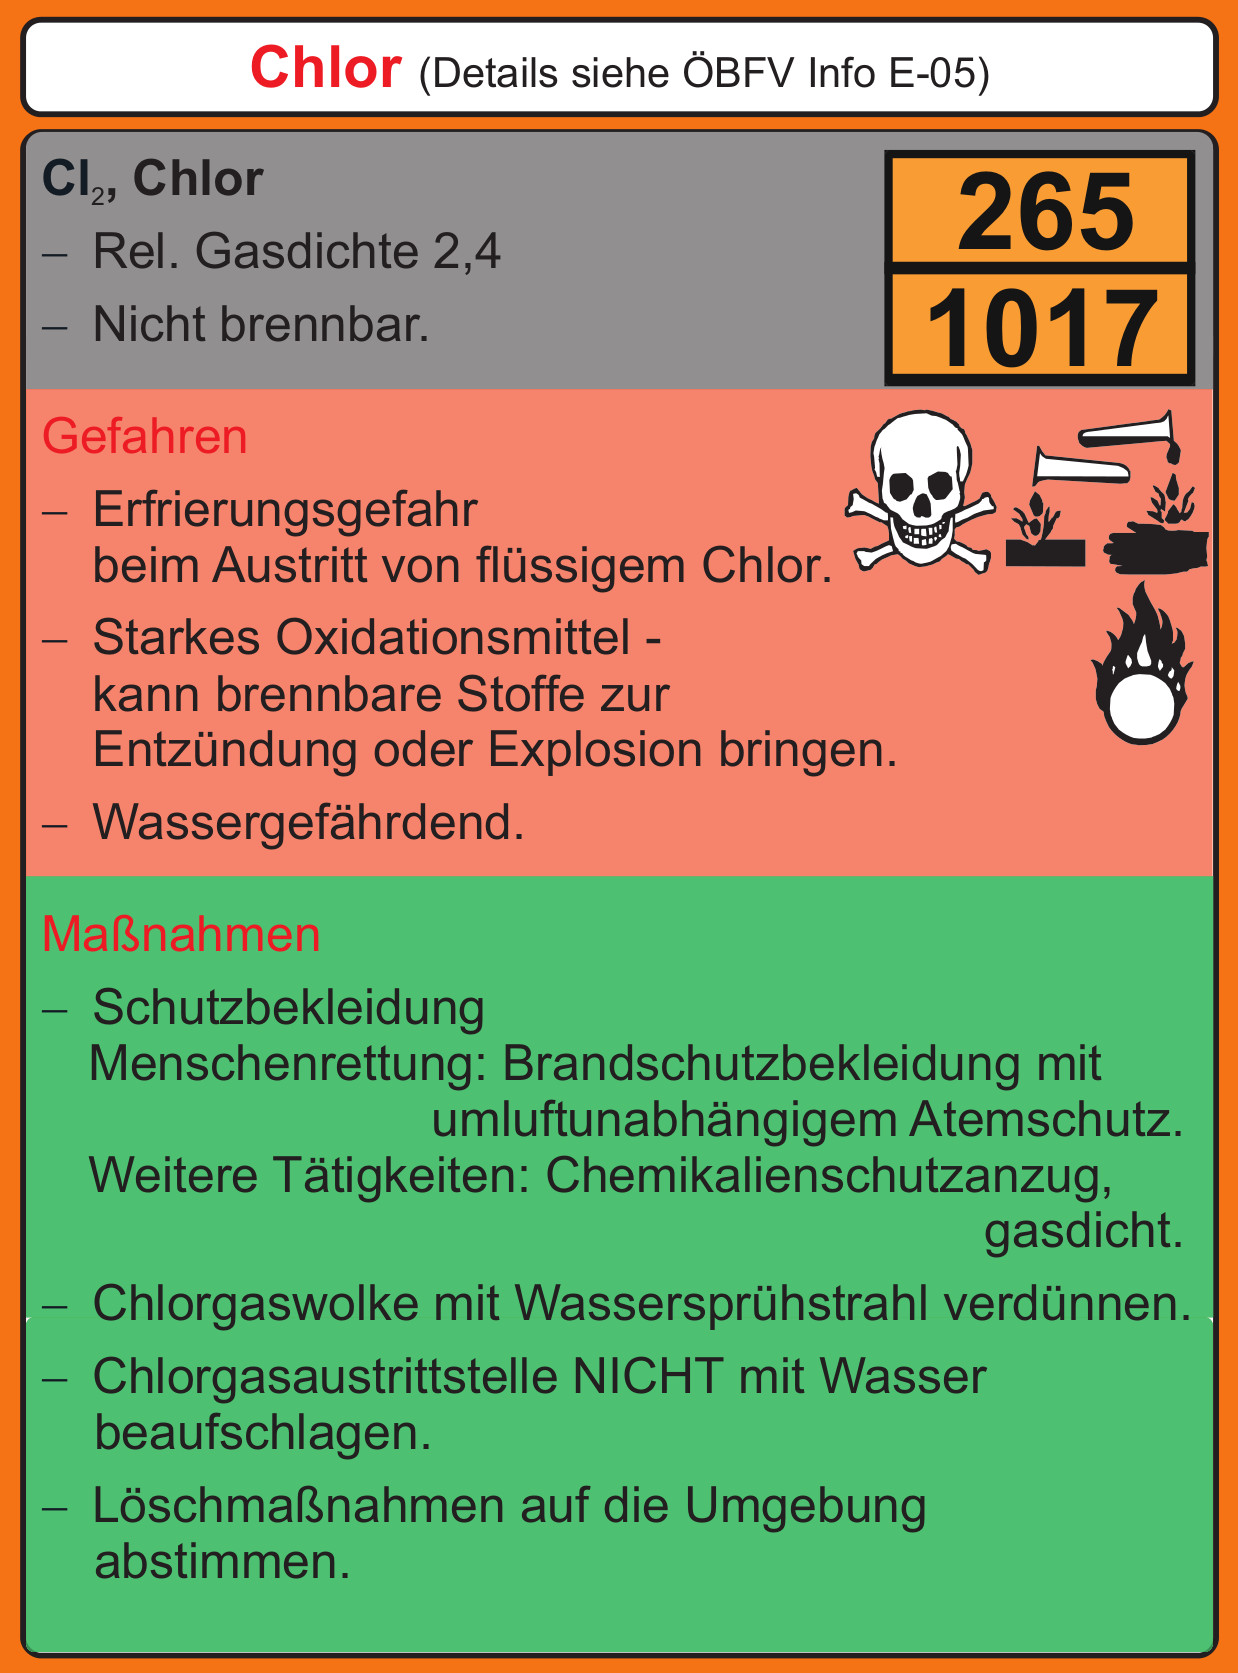 Chlor (Details siehe ÖBFV Info E-05)
Cl₂, Chlor
– Rel. Gasdichte 2,4
– Nicht brennbar.
265
1017
Gefahren
– Erfrierungsgefahr
beim Austritt von flüssigem Chlor.
– Starkes Oxidationsmittel -
kann brennbare Stoffe zur
Entzündung oder Explosion bringen.
– Wassergefährdend.
Maßnahmen
– Schutzbekleidung
Menschenrettung: Brandschutzbekleidung mit
umluftunabhängigem Atemschutz.
Weitere Tätigkeiten: Chemikalienschutzanzug,
gasdicht.
– Chlorgaswolke mit Wassersprühstrahl verdünnen.
– Chlorgasaustrittstelle NICHT mit Wasser
beaufschlagen.
– Löschmaßnahmen auf die Umgebung
abstimmen.